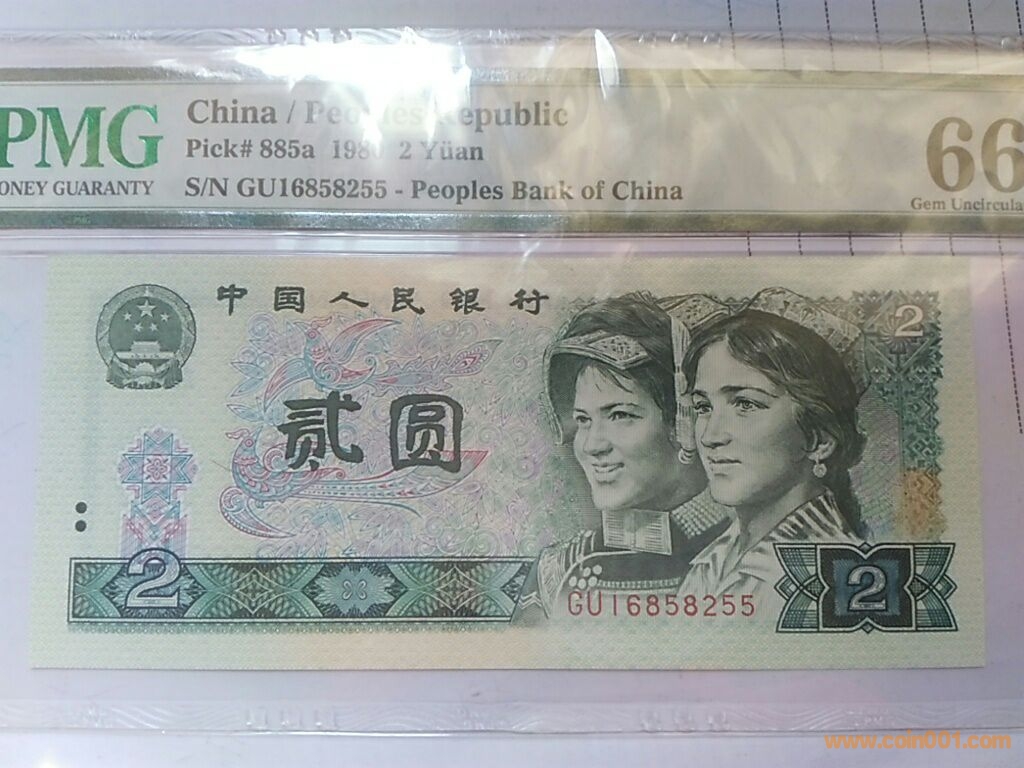 PMG
China / Peoples Republic
Pick# 885a 1980 2 Yüan
ONEY GUARANTY
S/N GU16858255 - Peoples Bank of China
66
Gem Uncircula
中国人民银行
2
贰圆
2
2
GU16858255
www.coin001.com